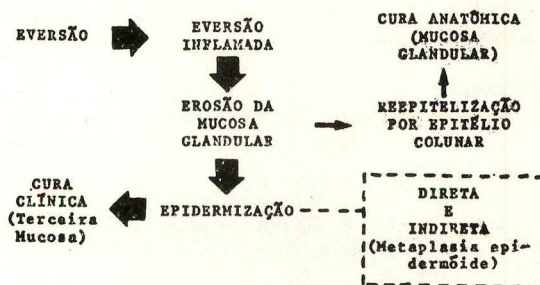 EVERSÃO
EVERSÃO
INFLAMADA
CURA ANATÔMICA
(MUCOSA
GLANDULAR)
EROSÃO DA
MUCOSA
GLANDULAR
REEPITELIZAÇÃO
POR EPITÉLIO
COLUNAR
CURA
CLÍNICA
(Terceira
Mucosa)
EPIDERMIZAÇÃO
DIRETA
E
INDIRETA
(Metaplasia epi-
dermõide)